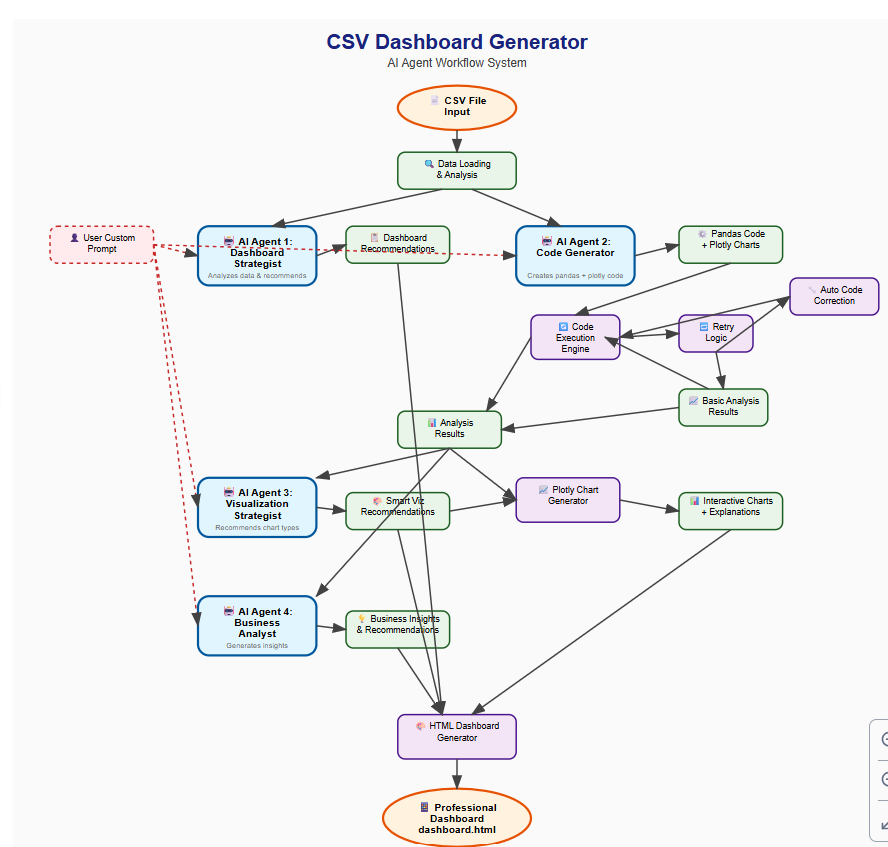 CSV Dashboard Generator
AI Agent Workflow System
CSV File
Input
Data Loading
& Analysis
User Custom
Prompt
AI Agent 1:
Dashboard
Strategist
Analyzes data & recommends
Dashboard
Recommendations
AI Agent 2:
Code Generator
Creates pandas + plotly code
Pandas Code
+ Plotly Charts
Auto Code
Correction
Code
Execution
Engine
Retry
Logic
Basic Analysis
Results
Analysis
Results
AI Agent 3:
Visualization
Strategist
Recommends chart types
Smart Viz
Recommendations
Plotly Chart
Generator
Interactive Charts
+ Explanations
AI Agent 4:
Business
Analyst
Generates insights
Business Insights
& Recommendations
HTML Dashboard
Generator
Professional
Dashboard
dashboard.html